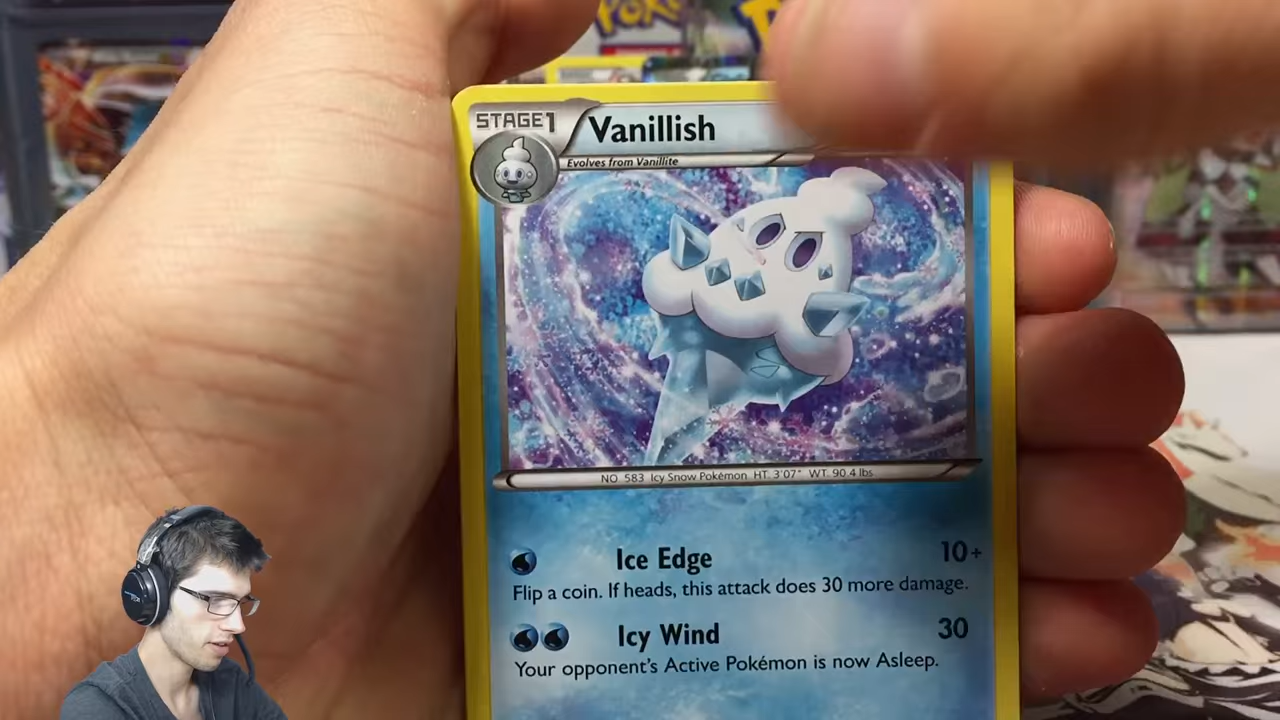 POKé
STAGE1
Vanillish
Evolves from Vanillite
NO 583 Icy Snow Pokémon HT. 3'07" WT. 90.4 lbs
Ice Edge 10+
Flip a coin. If heads, this attack does 30 more damage.
Icy Wind 30
Your opponent's Active Pokémon is now Asleep.